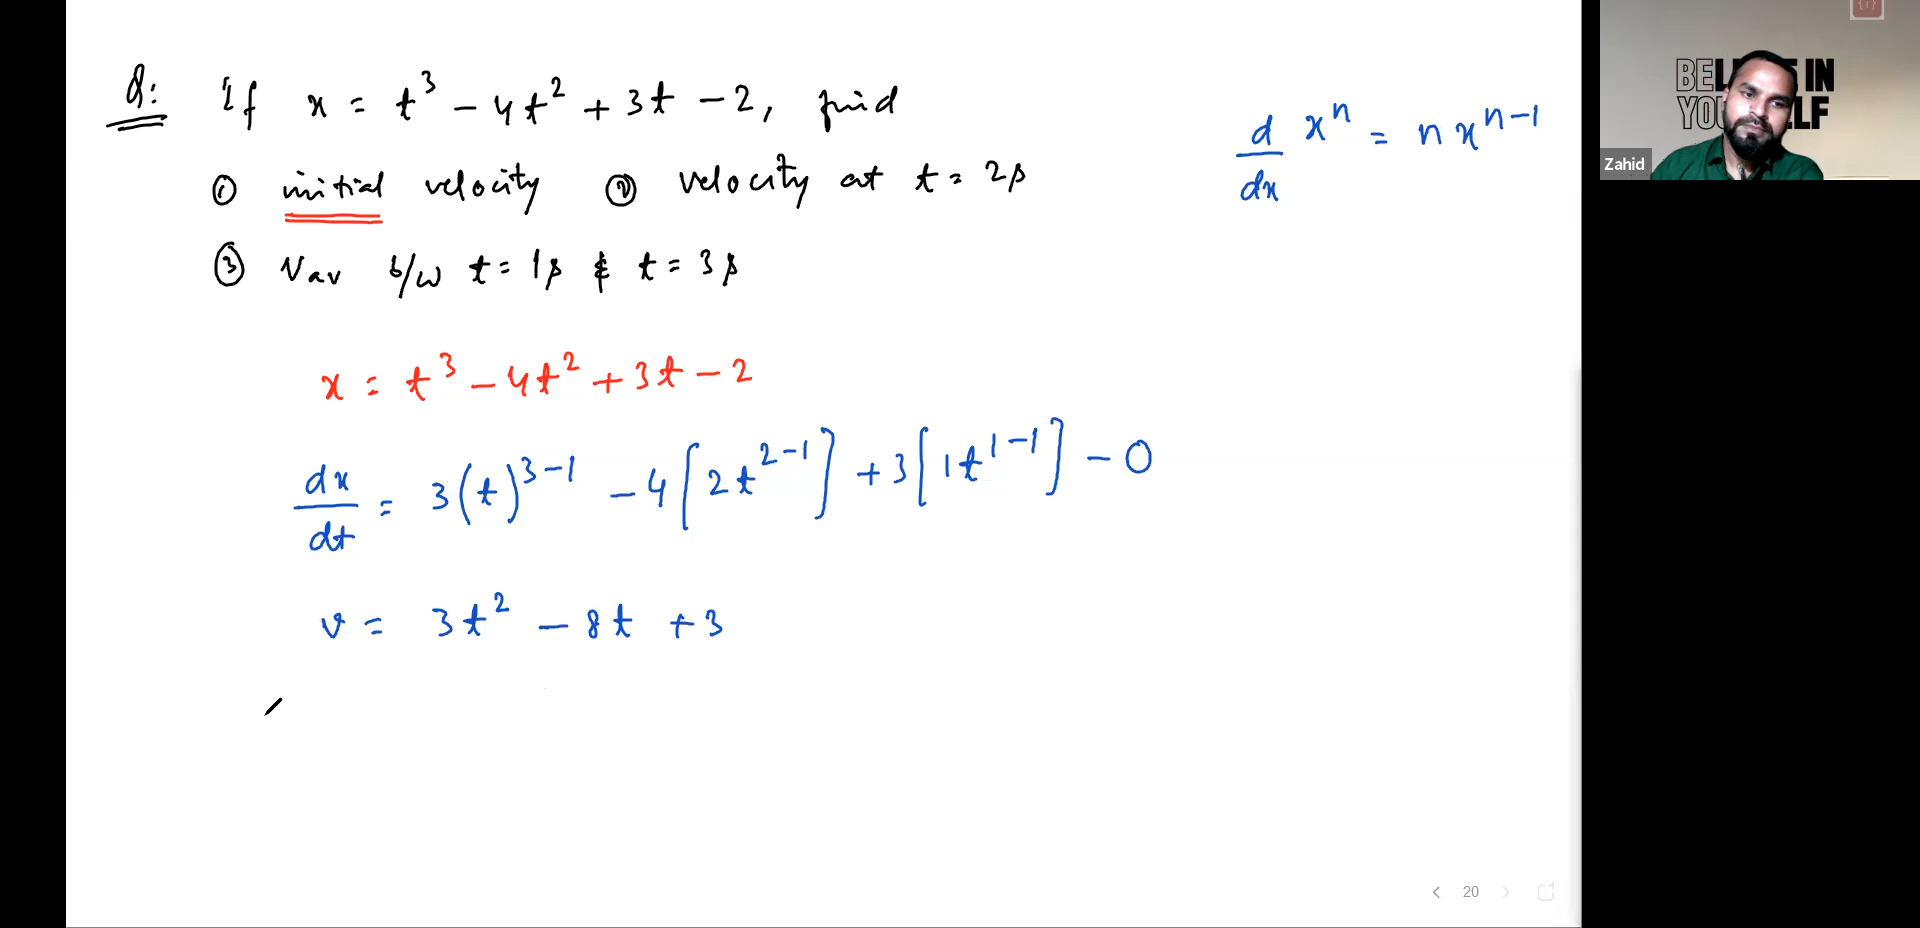 Q: If x = t³ - 4t² + 3t - 2, find
① initial velocity ② velocity at t = 2s
③ Vav b/w t = 1s & t = 3s
x = t³ - 4t² + 3t - 2
dx/dt = 3(t)³⁻¹ - 4[2t²⁻¹] + 3[1t¹⁻¹] - 0
v = 3t² - 8t + 3
d/dx xⁿ = nxⁿ⁻¹
Zahid
20